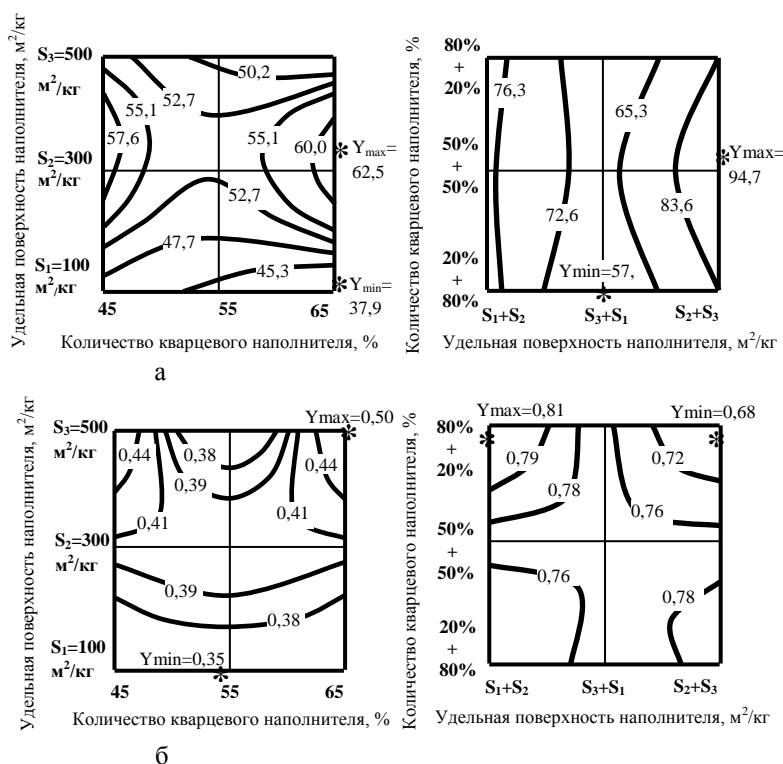 Удельная поверхность наполнителя, м²/кг
S₃=500
м²/кг
S₂=300
м²/кг
S₁=100
м²/кг
50,2
52,7
55,1
57,6
55,1
60,0
52,7
47,7
45,3
Ymax=
62,5
Ymin=
37,9
45
55
65
Количество кварцевого наполнителя, %
а
Количество кварцевого наполнителя, %
80%
+
20%
50%
+
50%
20%
+
80%
76,3
65,3
72,6
83,6
Ymax=
94,7
Ymin=57,
S₁+S₂
S₃+S₁
S₂+S₃
Удельная поверхность наполнителя, м²/кг
Удельная поверхность наполнителя, м²/кг
S₃=500
м²/кг
S₂=300
м²/кг
S₁=100
м²/кг
Ymax=0,50
0,44
0,38
0,44
0,39
0,41
0,41
0,39
0,38
Ymin=0,35
45
55
65
Количество кварцевого наполнителя, %
б
Количество кварцевого наполнителя, %
80%
+
20%
50%
+
50%
20%
+
80%
Ymax=0,81
Ymin=0,68
0,79
0,72
0,78
0,76
0,76
0,78
S₁+S₂
S₃+S₁
S₂+S₃
Удельная поверхность наполнителя, м²/кг